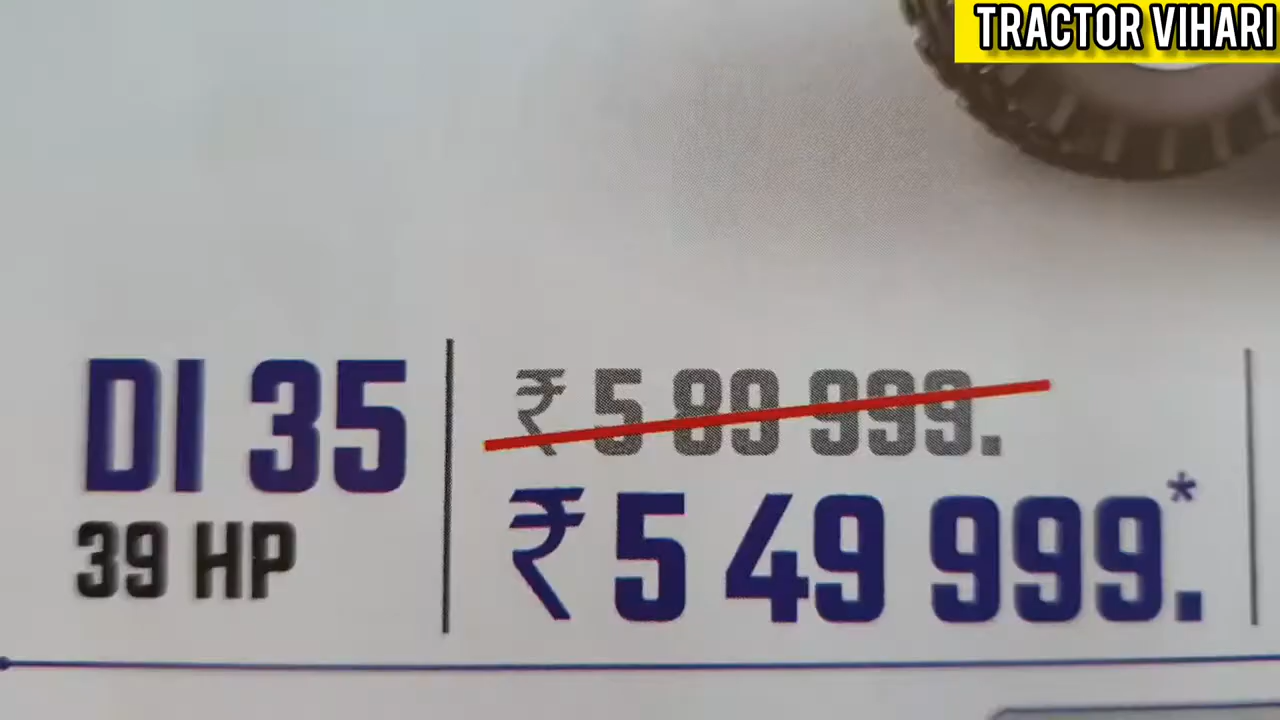 TRACTOR VIHARI
DI 35
39 HP
₹ 5 89 999.
₹ 5 49 999.*